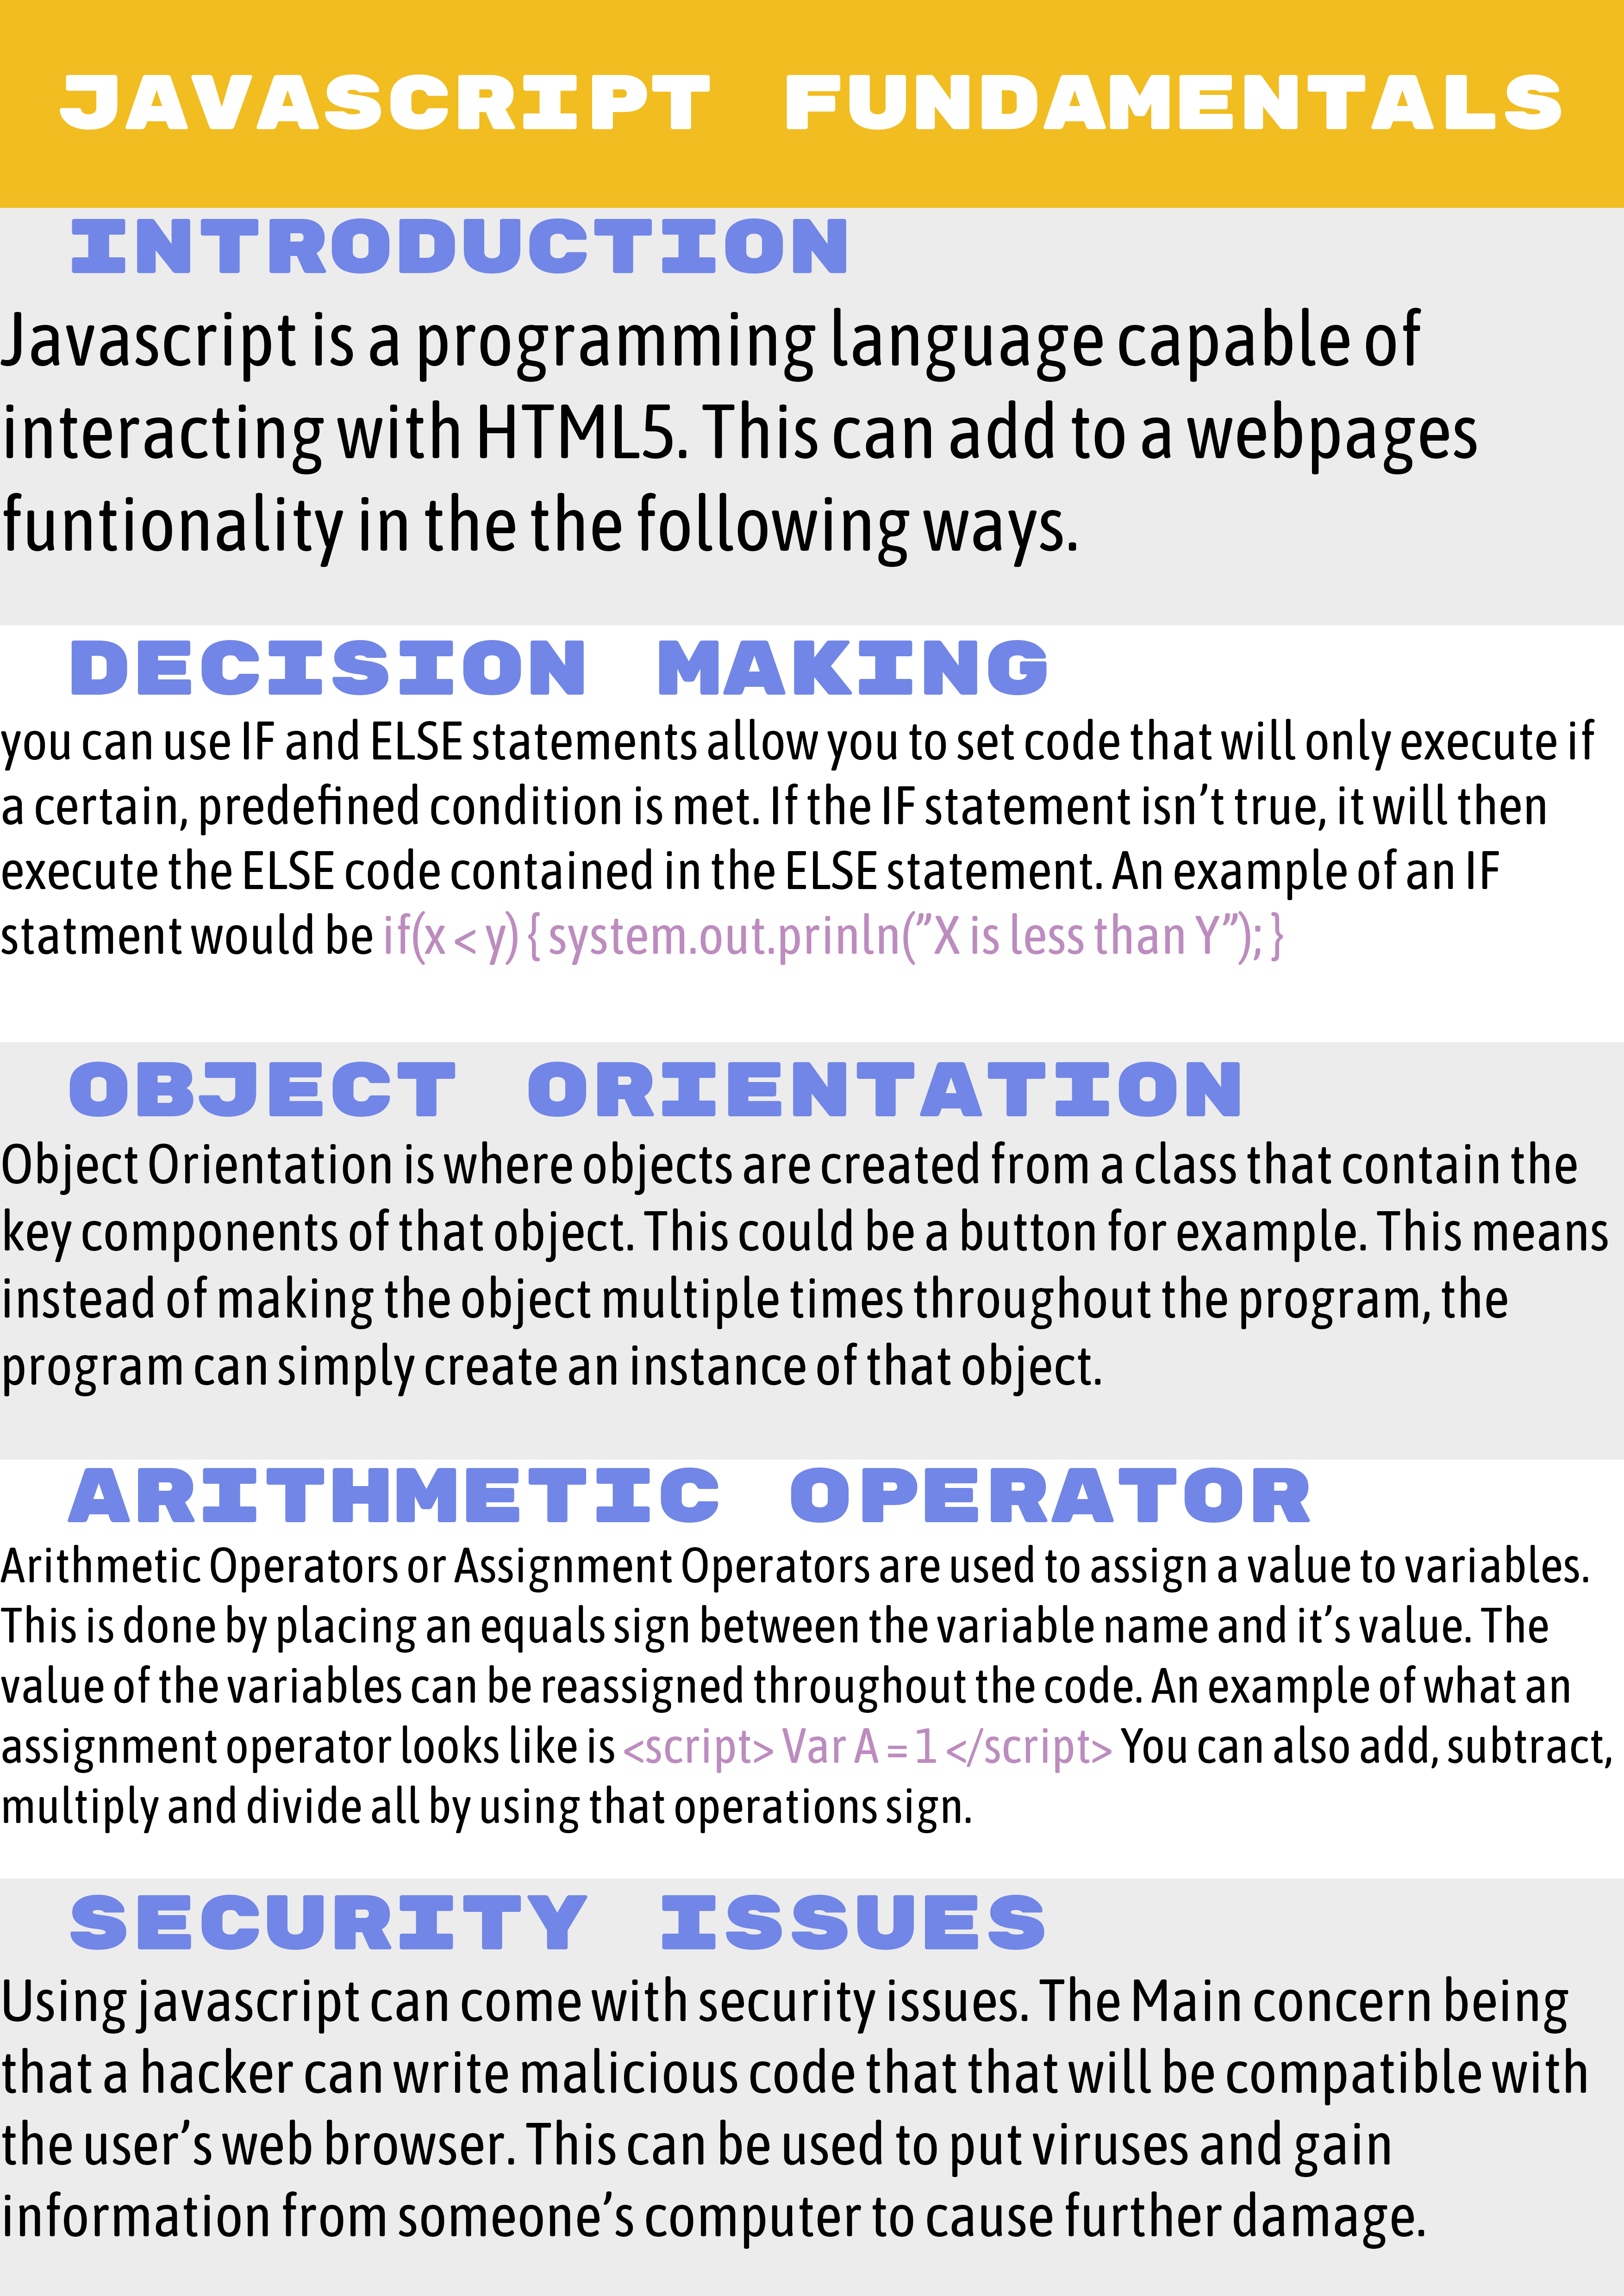 JAVASCRIPT FUNDAMENTALS
INTRODUCTION
Javascript is a programming language capable of
interacting with HTML5. This can add to a webpages
funtionality in the the following ways.
DECISION MAKING
you can use IF and ELSE statements allow you to set code that will only execute if
a certain, predefined condition is met. If the IF statement isn’t true, it will then
execute the ELSE code contained in the ELSE statement. An example of an IF
statment would be if(x < y) { system.out.prinln(”X is less than Y”); }
OBJECT ORIENTATION
Object Orientation is where objects are created from a class that contain the
key components of that object. This could be a button for example. This means
instead of making the object multiple times throughout the program, the
program can simply create an instance of that object.
ARITHMETIC OPERATOR
Arithmetic Operators or Assignment Operators are used to assign a value to variables.
This is done by placing an equals sign between the variable name and it’s value. The
value of the variables can be reassigned throughout the code. An example of what an
assignment operator looks like is <script> Var A = 1 </script> You can also add, subtract,
multiply and divide all by using that operations sign.
SECURITY ISSUES
Using javascript can come with security issues. The Main concern being
that a hacker can write malicious code that that will be compatible with
the user’s web browser. This can be used to put viruses and gain
information from someone’s computer to cause further damage.